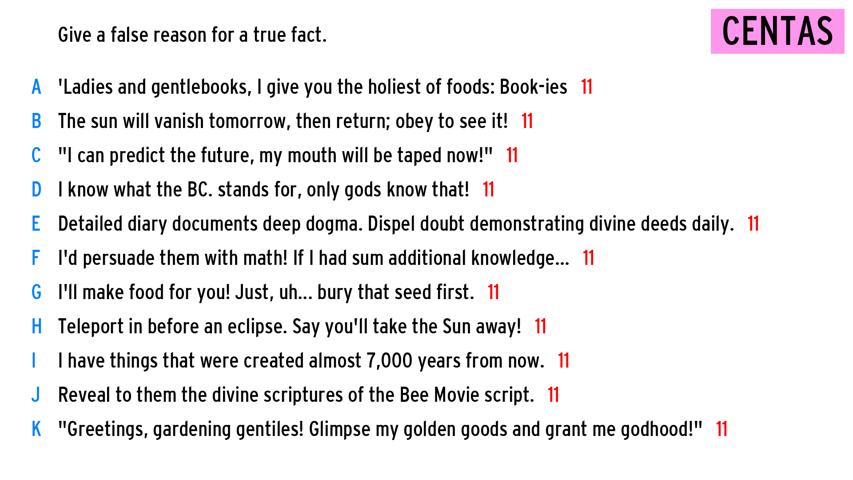 Give a false reason for a true fact.
CENTAS
A 'Ladies and gentlebooks, I give you the holiest of foods: Book-ies 11
B The sun will vanish tomorrow, then return; obey to see it! 11
C "I can predict the future, my mouth will be taped now!" 11
D I know what the BC. stands for, only gods know that! 11
E Detailed diary documents deep dogma. Dispel doubt demonstrating divine deeds daily. 11
F I'd persuade them with math! If I had sum additional knowledge... 11
G I'll make food for you! Just, uh... bury that seed first. 11
H Teleport in before an eclipse. Say you'll take the Sun away! 11
I I have things that were created almost 7,000 years from now. 11
J Reveal to them the divine scriptures of the Bee Movie script. 11
K "Greetings, gardening gentiles! Glimpse my golden goods and grant me godhood!" 11